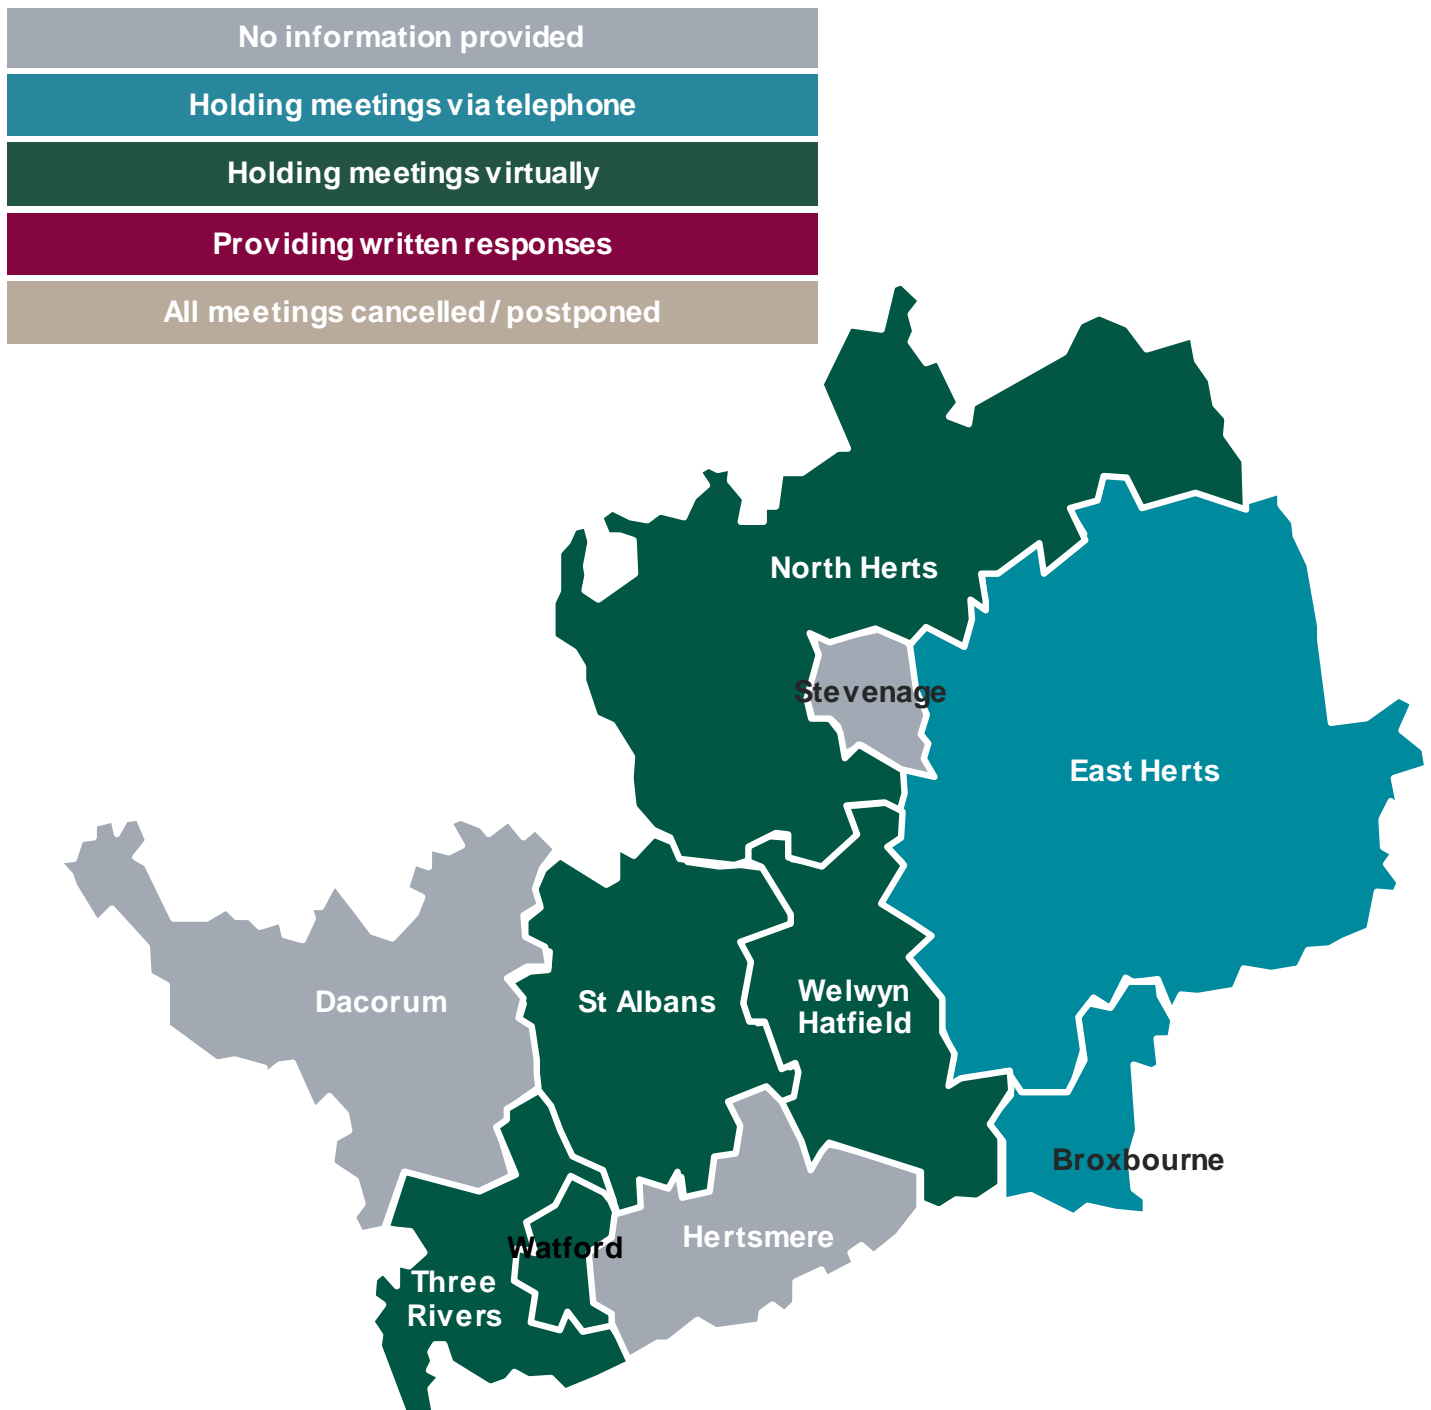 No information provided
Holding meetings via telephone
Holding meetings virtually
Providing written responses
All meetings cancelled / postponed
North Herts
Stevenage
East Herts
Dacorum
St Albans
Welwyn
Hatfield
Broxbourne
Hertsmere
Watford
Three
Rivers